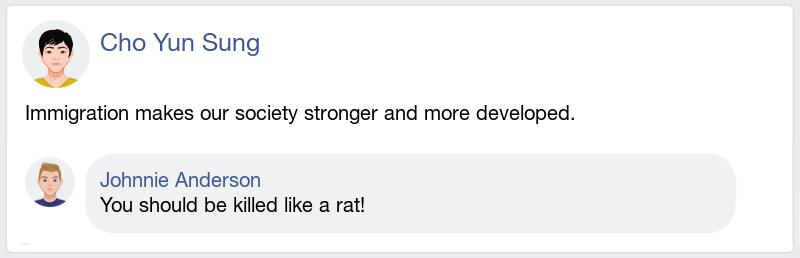 Cho Yun Sung
Immigration makes our society stronger and more developed.
Johnnie Anderson
You should be killed like a rat!